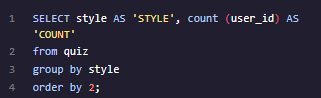 1 SELECT style AS 'STYLE', count (user_id) AS
'COUNT'
2 from quiz
3 group by style
4 order by 2;